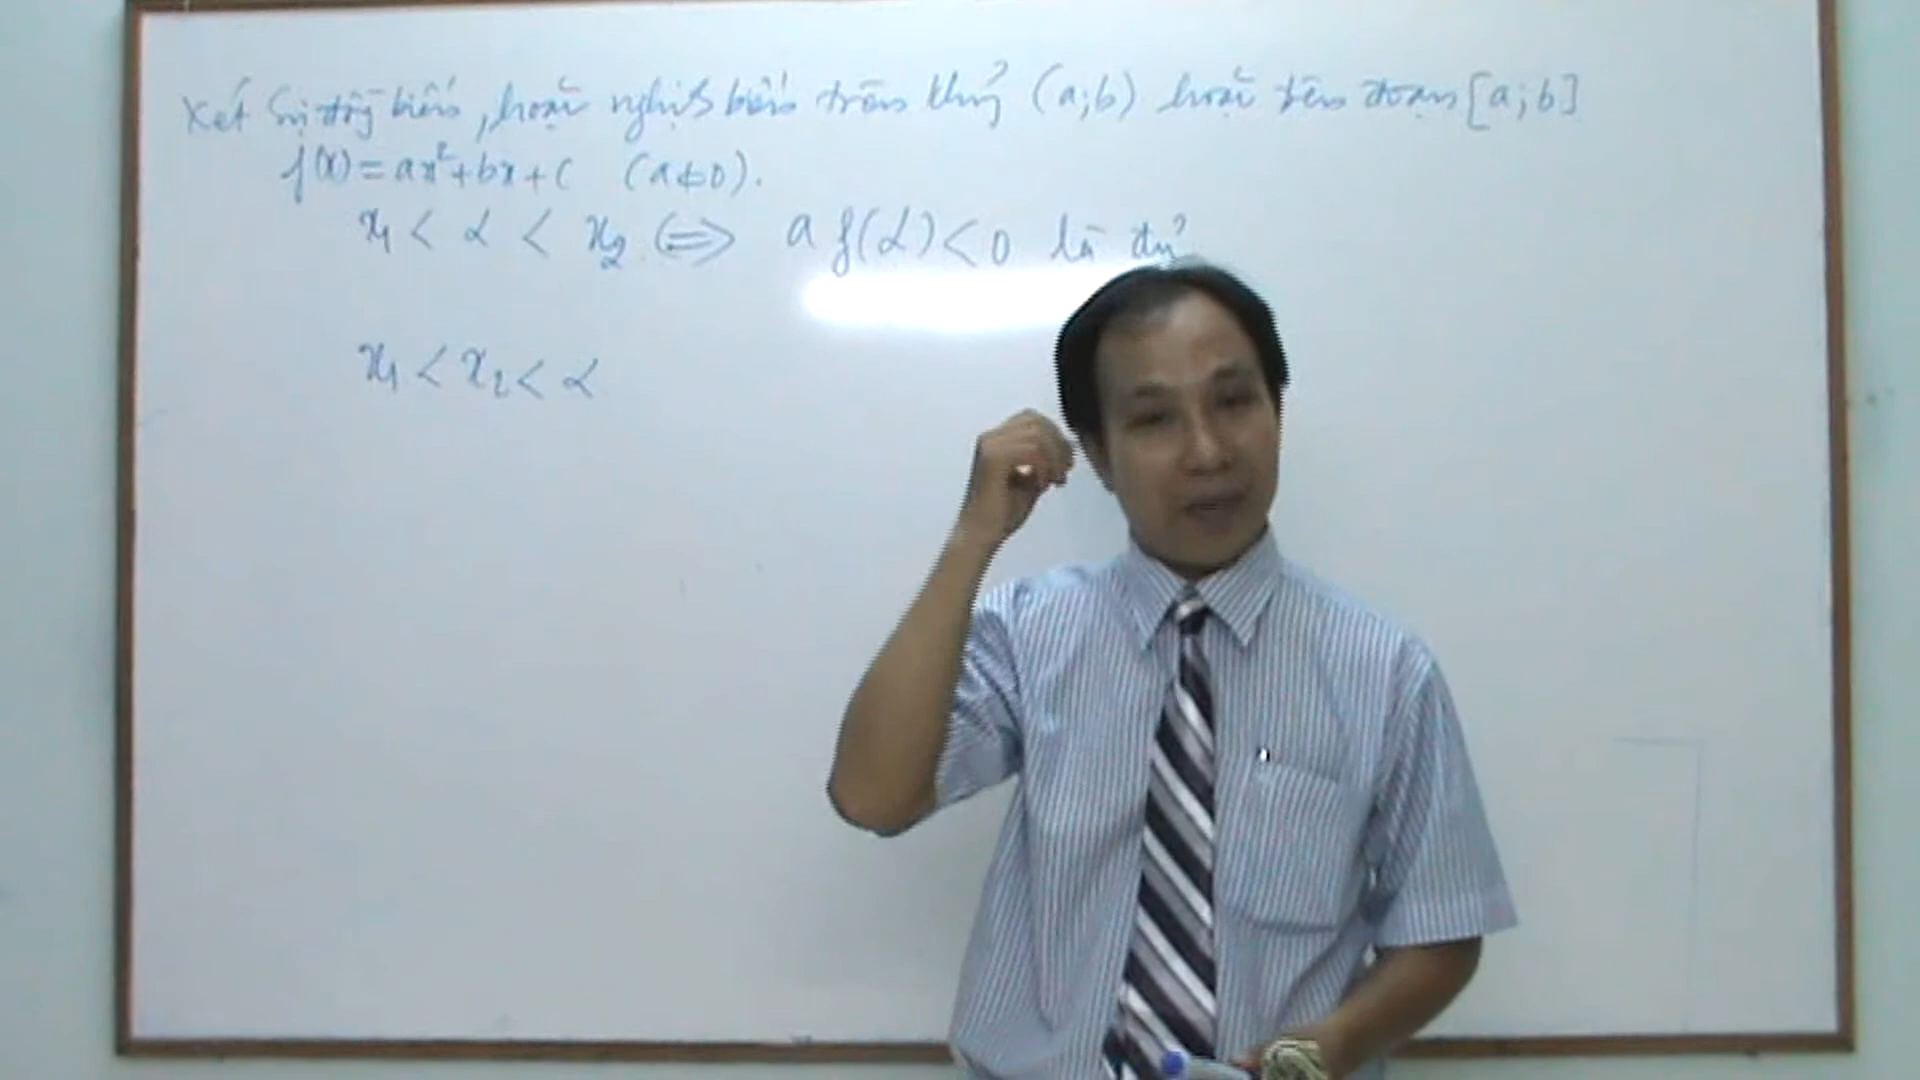 Xét sự đồng biến, hoặc nghịch biến trên khoảng (a;b) hoặc trên đoạn [a;b]
f(x) = ax²+bx+c (a≠0).
x₁ < α < x₂ ⟺ a f(α) < 0 là đủ
x₁ < x₂ < α